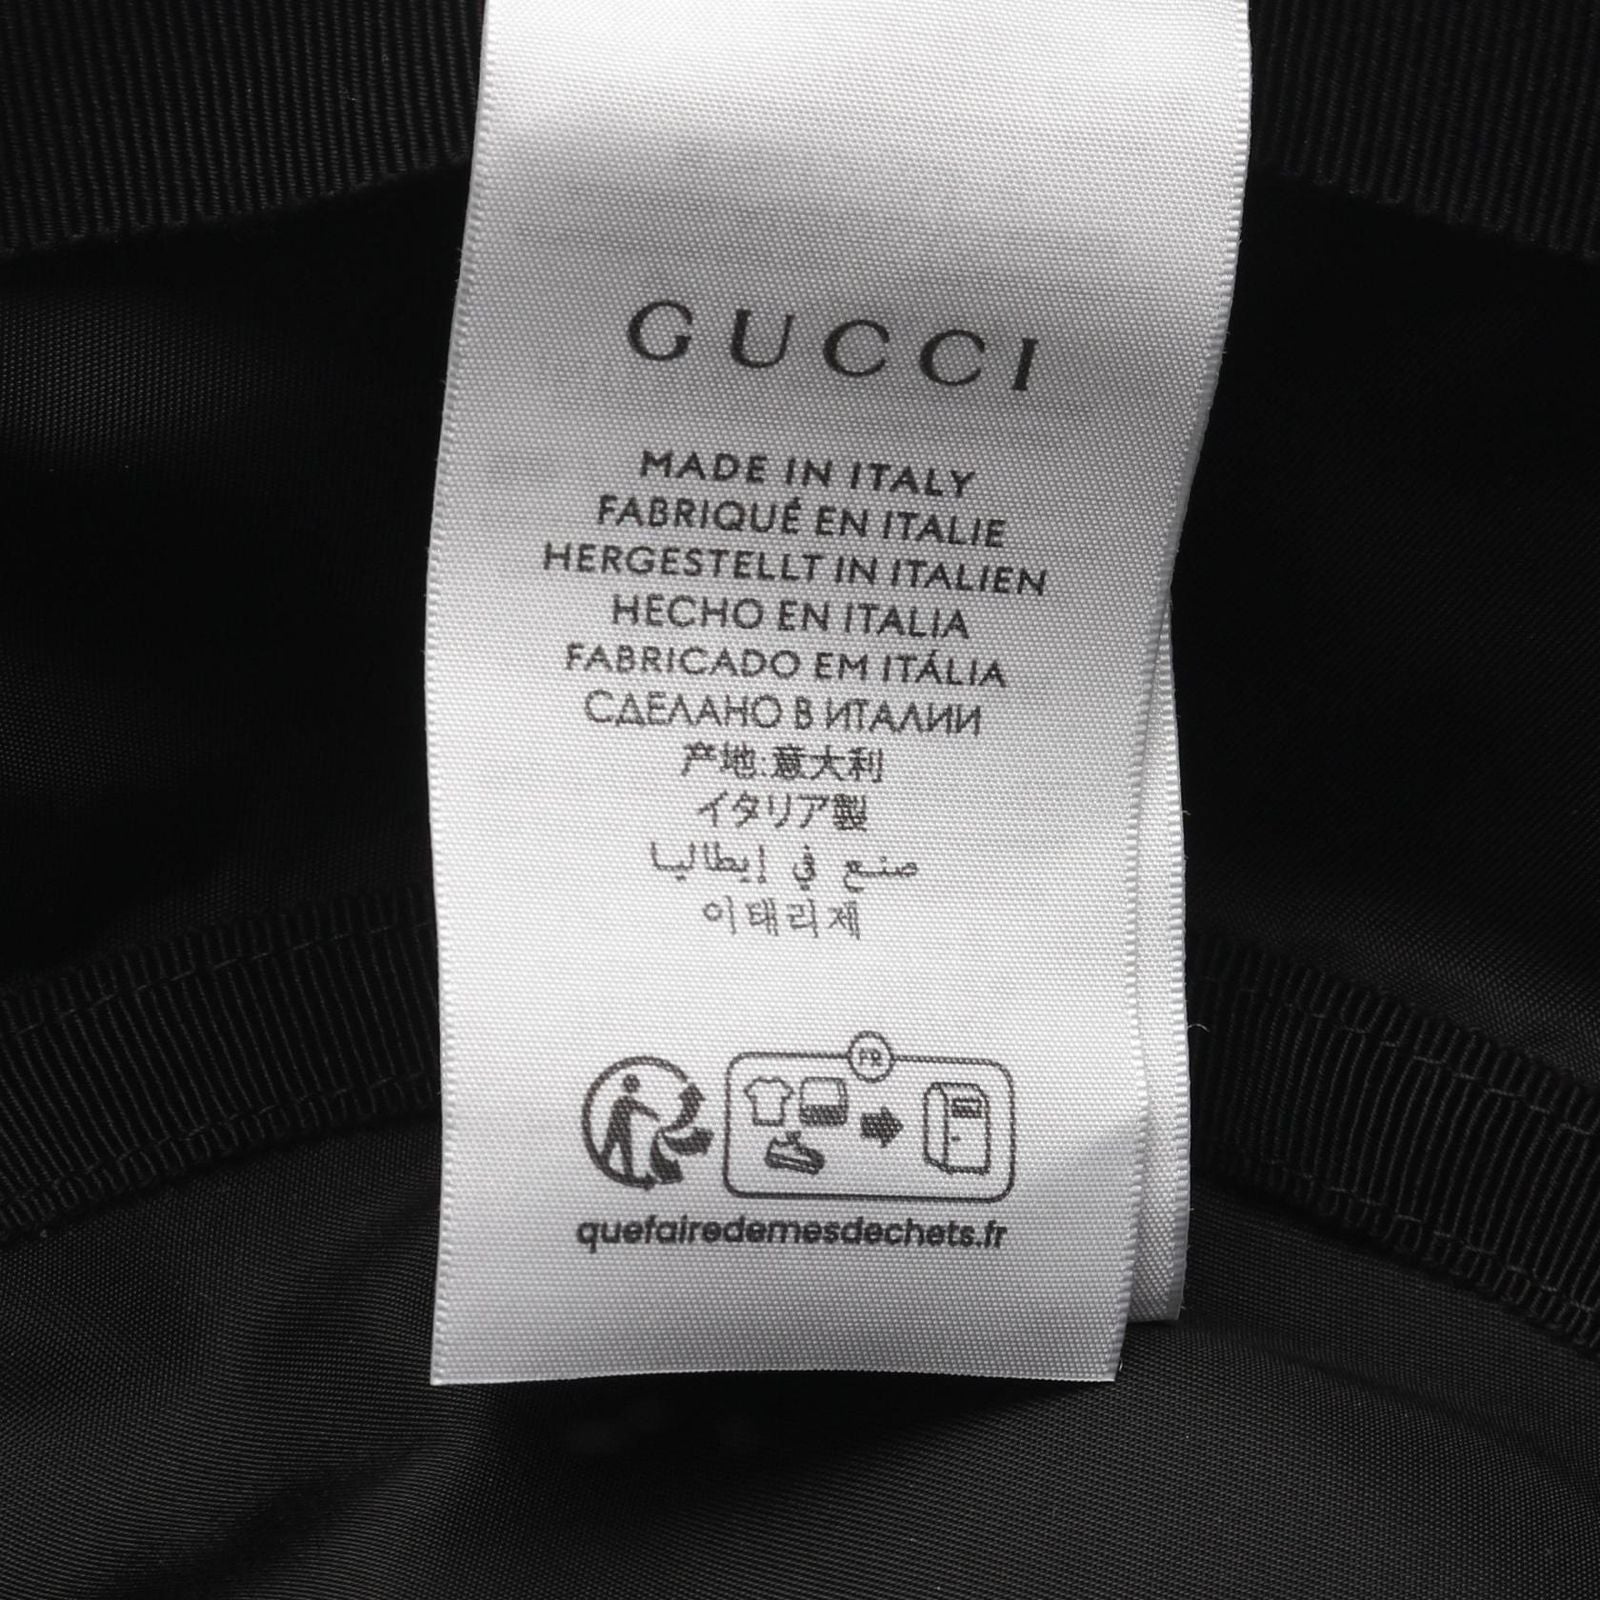 GUCCI
MADE IN ITALY
FABRIQUÉ EN ITALIE
HERGESTELLT IN ITALIEN
HECHO EN ITALIA
FABRICADO EM ITÁLIA
СДЕЛАНО В ИТАЛИИ
产地:意大利
イタリア製
صنع في إيطاليا
이태리제
FR
quefairedemesdechets.fr